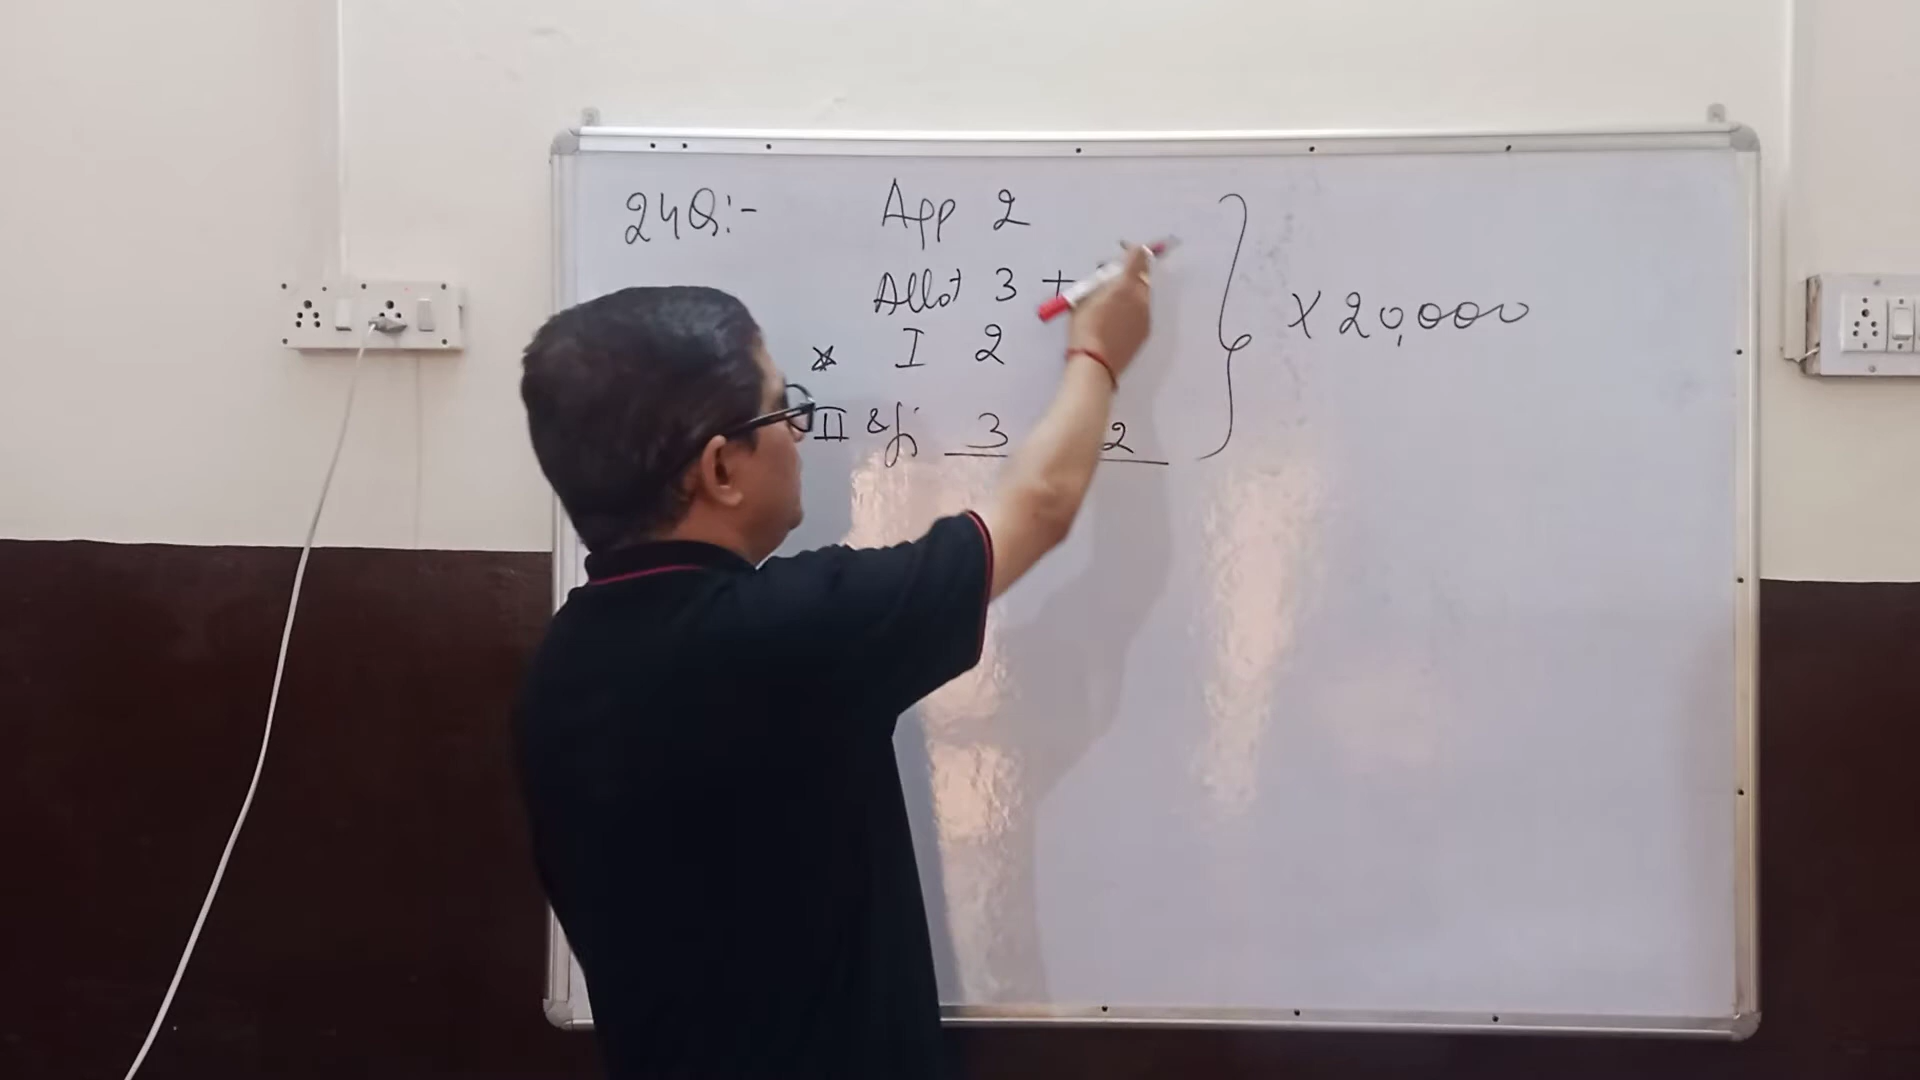 24Q:- App 2
Allot 3 +
* I 2 × 20,000
II & f: 3 2